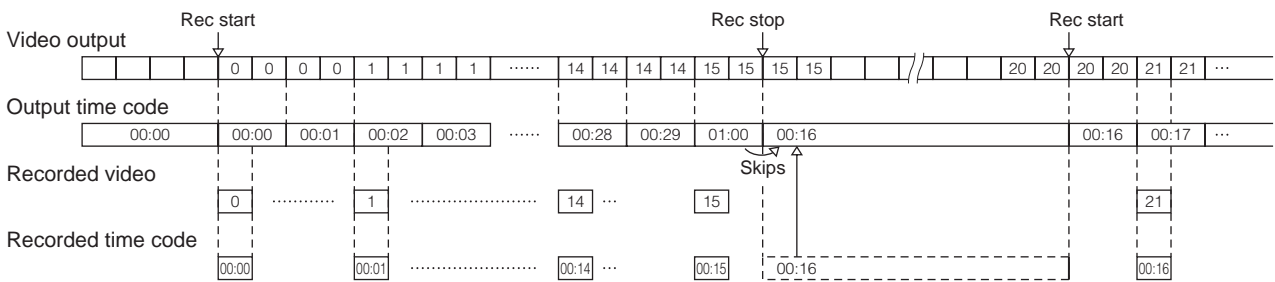 Rec start Rec stop Rec start
Video output
0 0 0 0 1 1 1 1 ...... 14 14 14 14 15 15 15 15 20 20 20 20 21 21 ...
Output time code
00:00 00:00 00:01 00:02 00:03 ...... 00:28 00:29 01:00 00:16 00:16 00:17 ...
Skips
Recorded video
0 ............ 1 ........................ 14 ... 15 21
Recorded time code
00:00 00:01 ........................ 00:14 ... 00:15 00:16 00:16